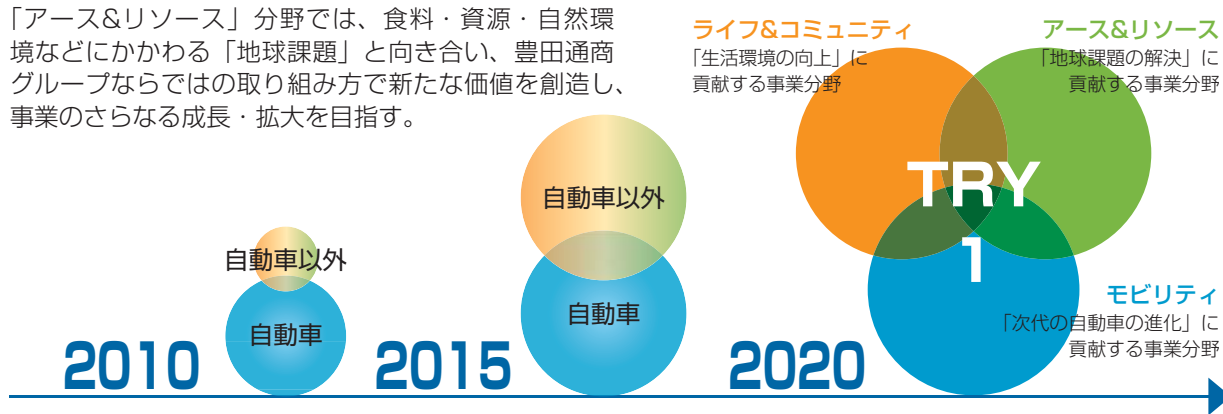 「アース&リソース」分野では、食料・資源・自然環
境などにかかわる「地球課題」と向き合い、豊田通商
グループならではの取り組み方で新たな価値を創造し、
事業のさらなる成長・拡大を目指す。
ライフ&コミュニティ
「生活環境の向上」に
貢献する事業分野
アース&リソース
「地球課題の解決」に
貢献する事業分野
自動車以外
自動車
2010
自動車以外
自動車
2015
TRY
1
モビリティ
「次代の自動車の進化」に
貢献する事業分野
2020